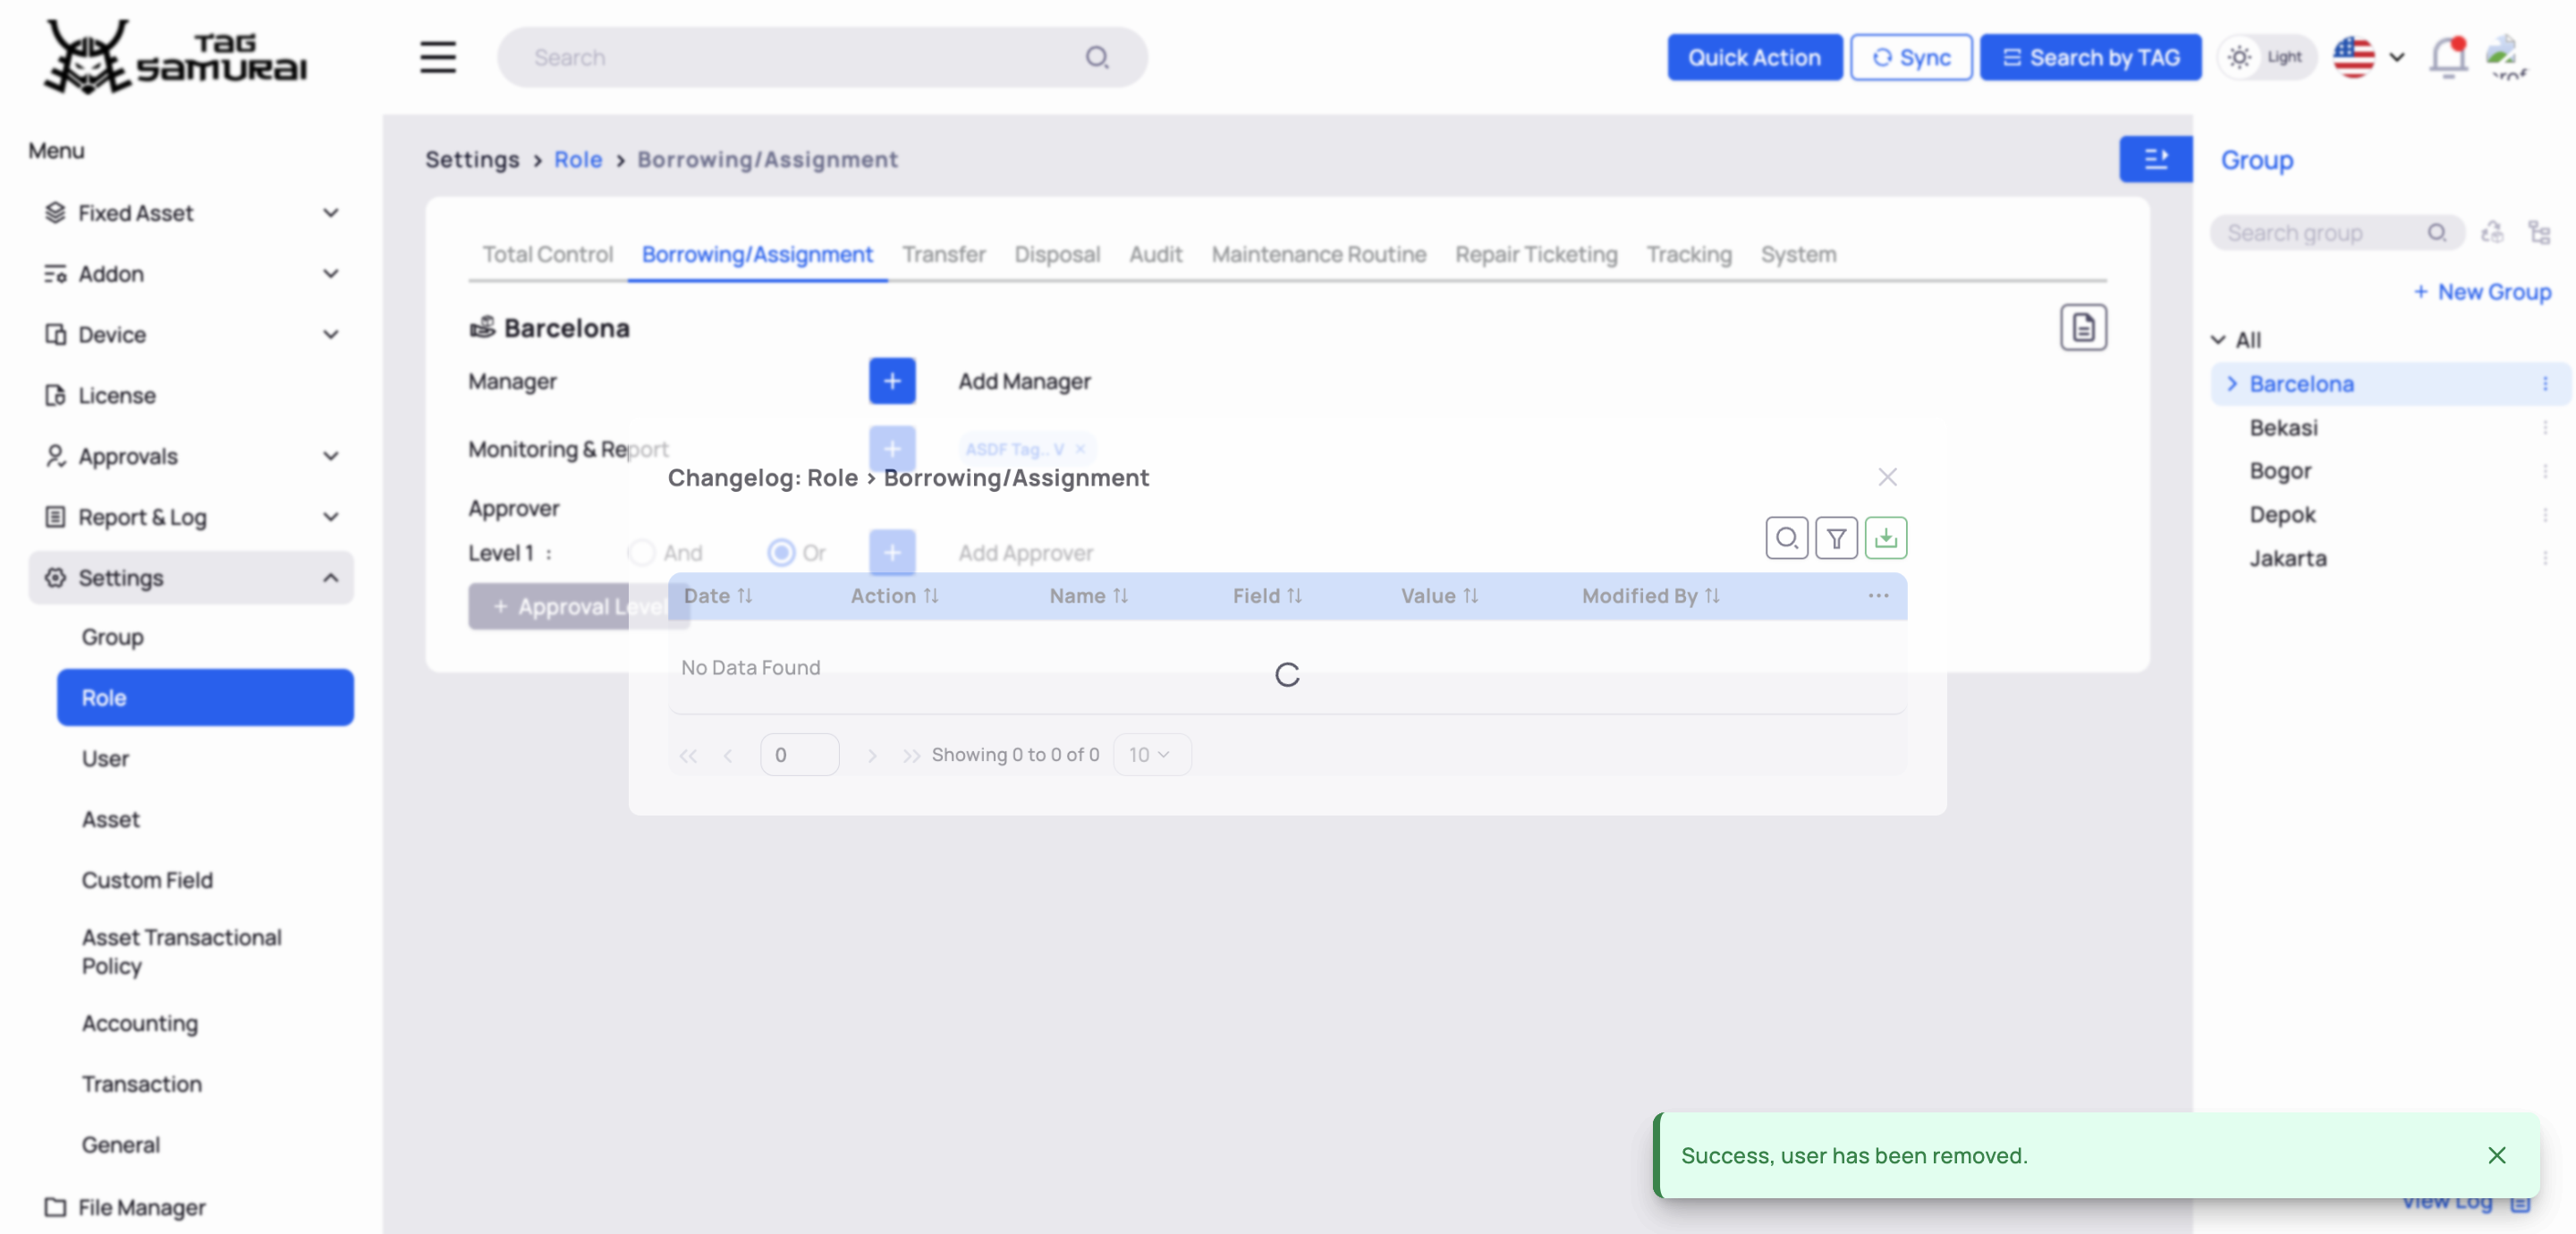 TAG SAMURAI
Search
Quick Action
Sync
Search by TAG
Light
Menu
Fixed Asset
Addon
Device
License
Approvals
Report & Log
Settings
Group
Role
User
Asset
Custom Field
Asset Transactional
Policy
Accounting
Transaction
General
File Manager
Settings > Role > Borrowing/Assignment
Total Control Borrowing/Assignment Transfer Disposal Audit Maintenance Routine Repair Ticketing Tracking System
Barcelona
Manager + Add Manager
Monitoring & Report + ASDF Tag.. V ×
Approver
Level 1 : And Or + Add Approver
+ Approval Level
Changelog: Role > Borrowing/Assignment
Date Action Name Field Value Modified By ...
No Data Found
0 Showing 0 to 0 of 0 10
Group
Search group
+ New Group
All
Barcelona
Bekasi
Bogor
Depok
Jakarta
Success, user has been removed.
View Log